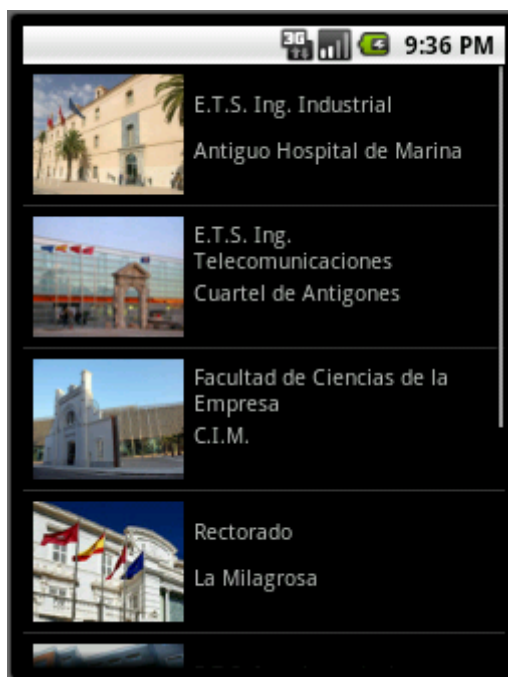 3G 9:36 PM
E.T.S. Ing. Industrial
Antiguo Hospital de Marina
E.T.S. Ing.
Telecomunicaciones
Cuartel de Antigones
Facultad de Ciencias de la
Empresa
C.I.M.
Rectorado
La Milagrosa